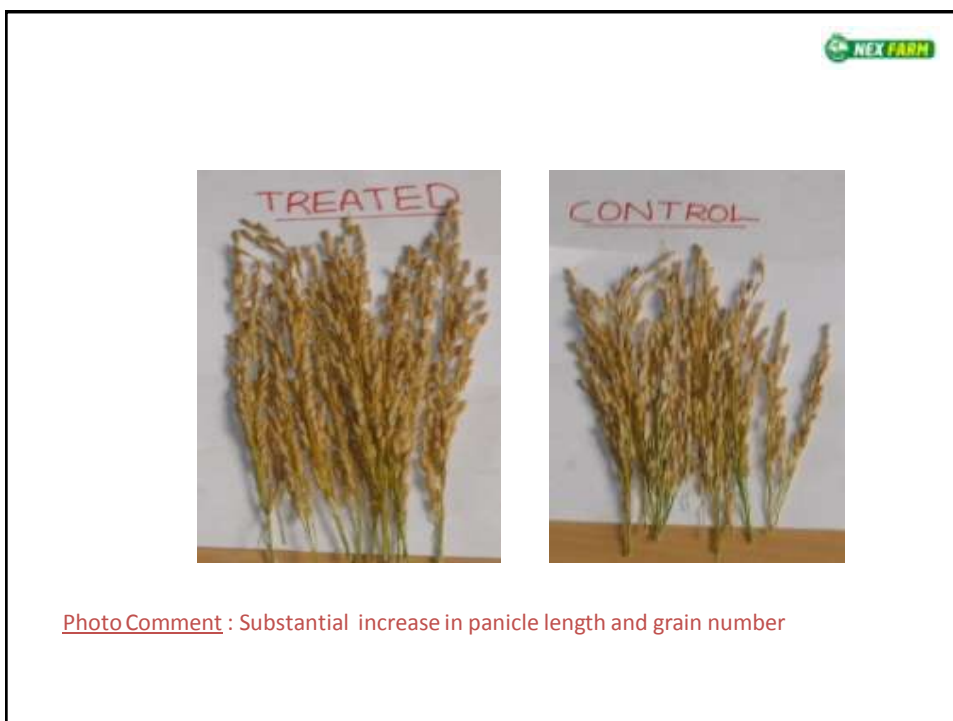 NEX FARM
TREATED
CONTROL
Photo Comment : Substantial increase in panicle length and grain number